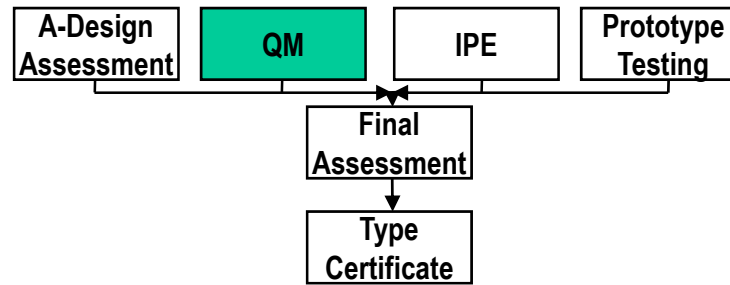 A-Design
Assessment
QM
IPE
Prototype
Testing
Final
Assessment
Type
Certificate